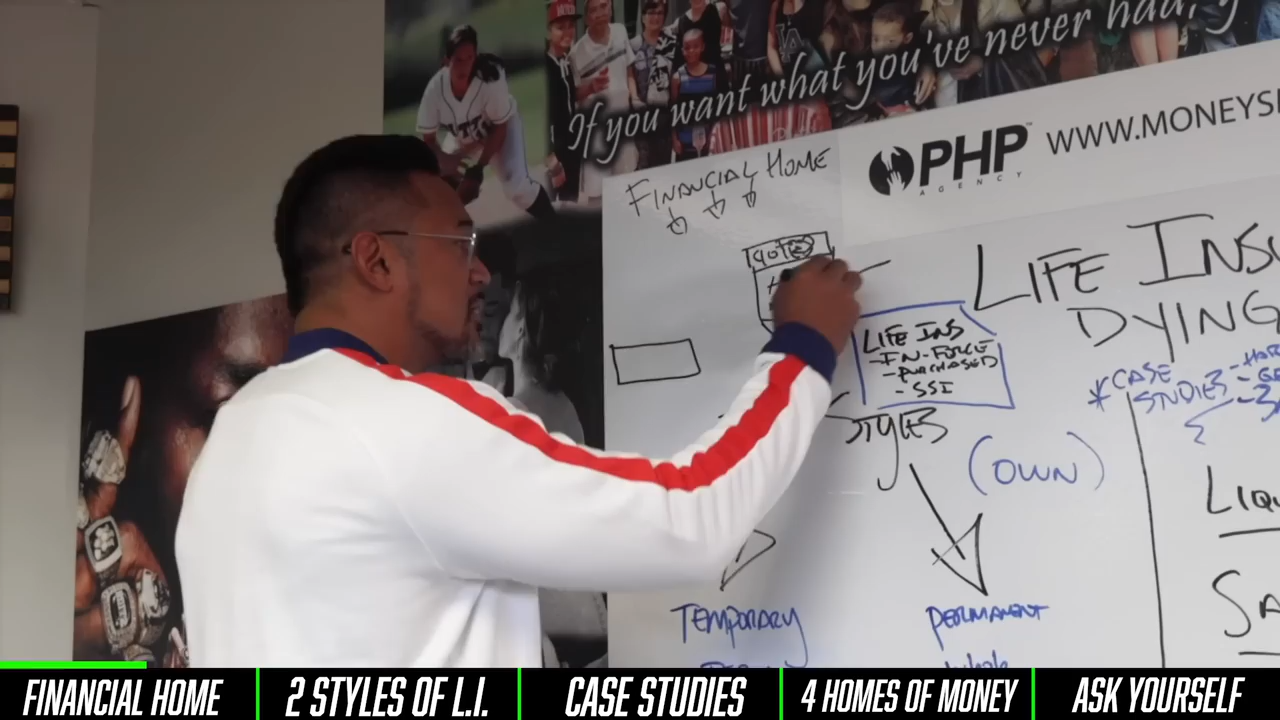 If you want what you've never had,
PHP
AGENCY
WWW.MONEYS
FINANCIAL HOME
LIFE INSU
DYING
LIFE INS
- IN-FORCE
- PURCHASED
- SSI
*CASE
STUDIES
STYLES
(OWN)
LIQU
SA
TEMPORARY
PERMANENT
FINANCIAL HOME
2 STYLES OF L.I.
CASE STUDIES
4 HOMES OF MONEY
ASK YOURSELF